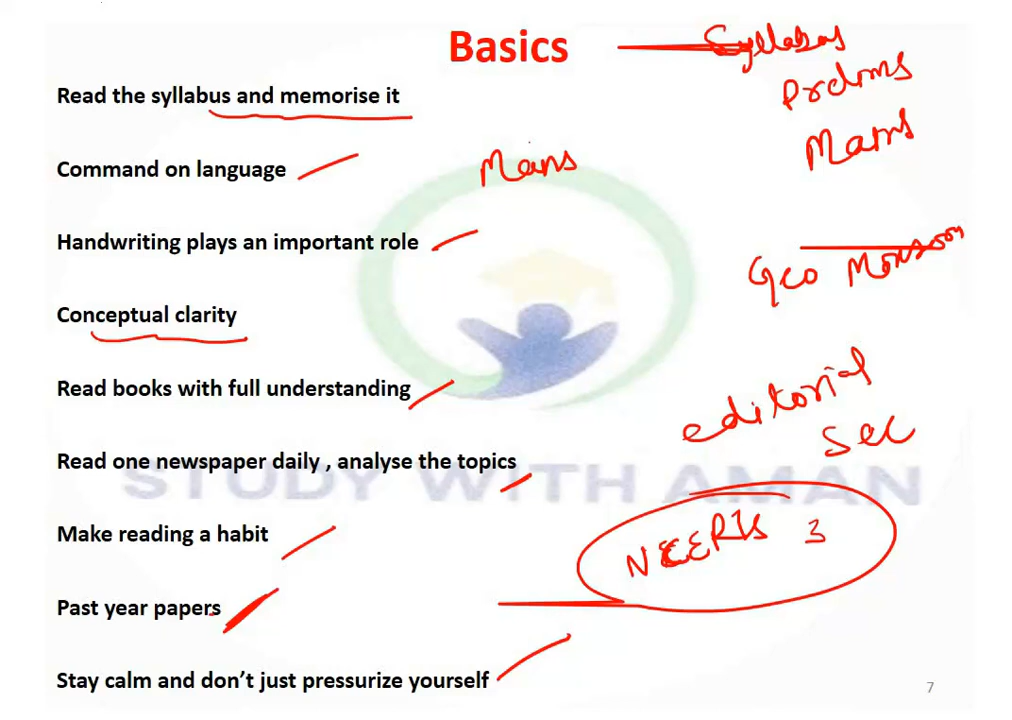 Basics
Syllabus
Prelims
Mains
Read the syllabus and memorise it
Command on language
Mans
Handwriting plays an important role
Geo Monsoon
Conceptual clarity
Read books with full understanding
editorial
Sec
Read one newspaper daily , analyse the topics
STUDY WITH AMAN
Make reading a habit
3
Past year papers
Stay calm and don't just pressurize yourself
7